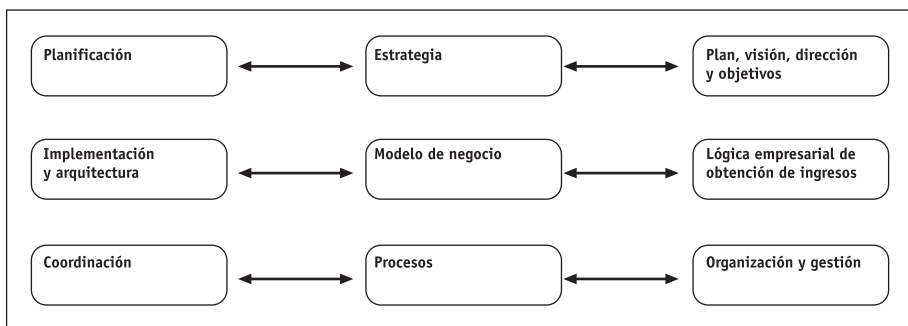 Planificación
Estrategia
Plan, visión, dirección
y objetivos
Implementación
y arquitectura
Modelo de negocio
Lógica empresarial de
obtención de ingresos
Coordinación
Procesos
Organización y gestión